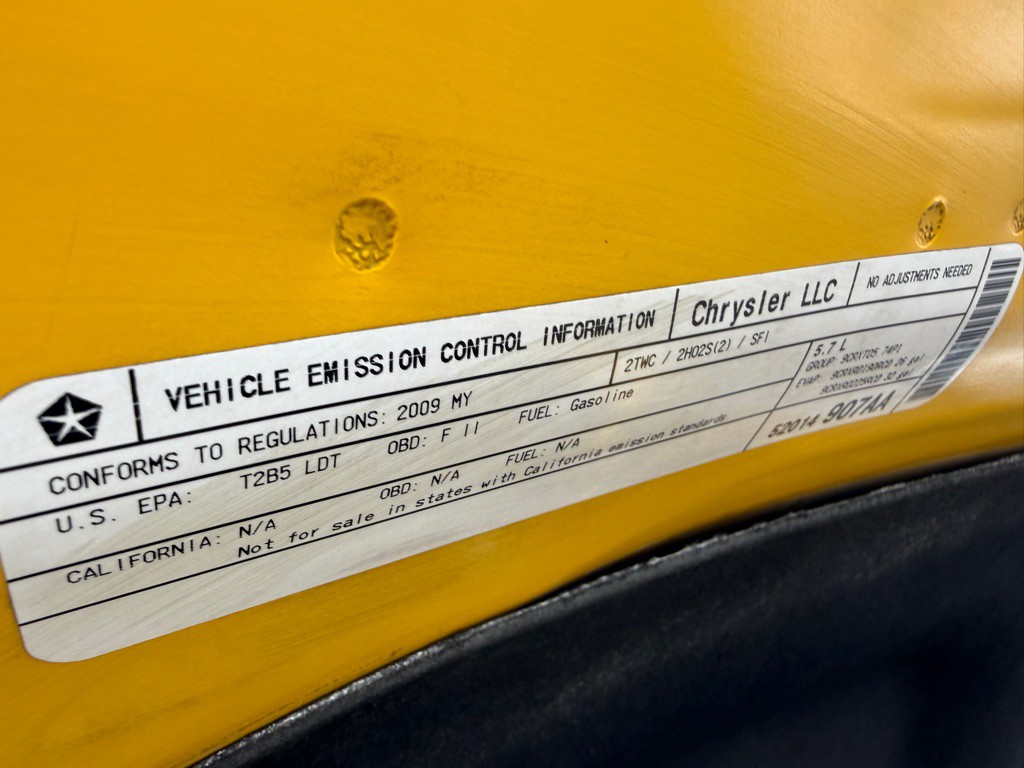 VEHICLE EMISSION CONTROL INFORMATION
Chrysler LLC
NO ADJUSTMENTS NEEDED
CONFORMS TO REGULATIONS: 2009 MY
2TWC / 2HO2S(2) / SFI
U.S. EPA: T2B5 LDT OBD: F II FUEL: Gasoline
CALIFORNIA: N/A OBD: N/A FUEL: N/A
Not for sale in states with California emission standards
5.7 L
GROUP:
EVAP:
52014 907AA